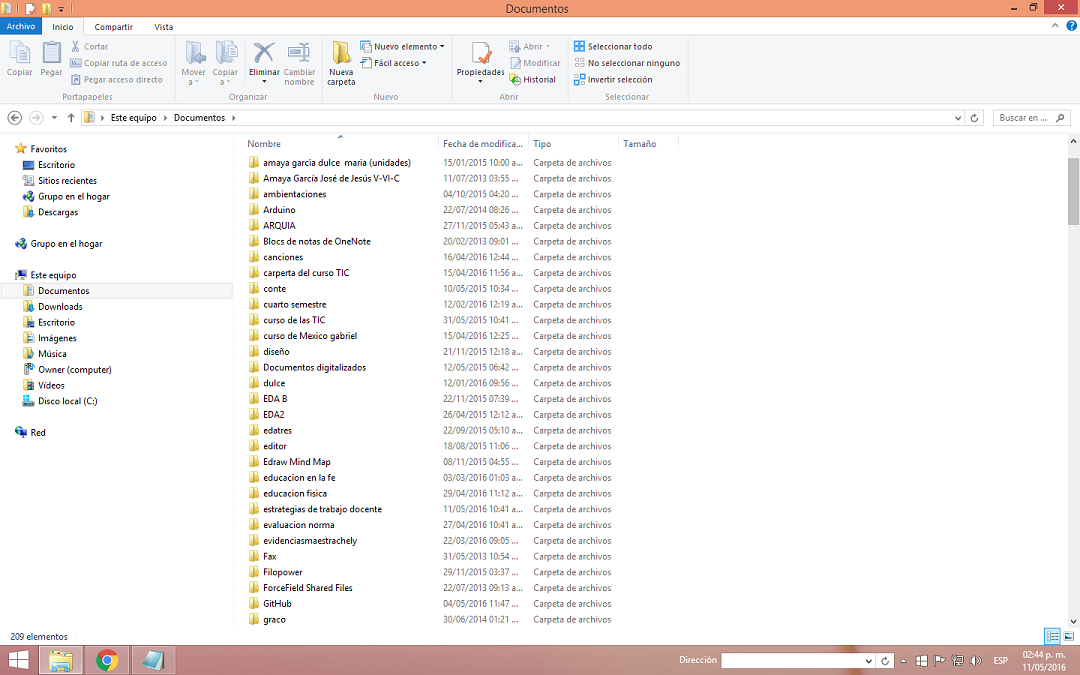 Documentos
Archivo Inicio Compartir Vista
Copiar
Pegar
Cortar
Copiar ruta de acceso
Pegar acceso directo
Portapapeles
Mover a
Copiar a
Eliminar
Cambiar nombre
Organizar
Nueva carpeta
Nuevo elemento
Fácil acceso
Nuevo
Propiedades
Abrir
Modificar
Historial
Abrir
Seleccionar todo
No seleccionar ninguno
Invertir selección
Seleccionar
Este equipo Documentos
Buscar en ...
Favoritos
Escritorio
Sitios recientes
Grupo en el hogar
Descargas
Grupo en el hogar
Este equipo
Documentos
Downloads
Escritorio
Imágenes
Música
Owner (computer)
Vídeos
Disco local (C:)
Red
Nombre Fecha de modifica... Tipo Tamaño
amaya garcia dulce maria (unidades) 15/01/2015 10:00 a... Carpeta de archivos
Amaya García José de Jesús V-VI-C 11/07/2013 03:55 ... Carpeta de archivos
ambientaciones 04/10/2015 04:20 ... Carpeta de archivos
Arduino 22/07/2014 08:26 ... Carpeta de archivos
ARQUIA 27/11/2015 05:43 a... Carpeta de archivos
Blocs de notas de OneNote 20/02/2013 09:01 ... Carpeta de archivos
canciones 16/04/2016 12:44 ... Carpeta de archivos
carperta del curso TIC 15/04/2016 11:56 a... Carpeta de archivos
conte 10/05/2015 10:34 ... Carpeta de archivos
cuarto semestre 12/02/2016 12:19 a... Carpeta de archivos
curso de las TIC 31/05/2015 10:41 ... Carpeta de archivos
curso de Mexico gabriel 15/04/2016 12:25 ... Carpeta de archivos
diseño 21/11/2015 12:18 a... Carpeta de archivos
Documentos digitalizados 12/05/2015 06:42 ... Carpeta de archivos
dulce 12/01/2016 09:56 ... Carpeta de archivos
EDA B 22/11/2015 07:39 ... Carpeta de archivos
EDA2 26/04/2015 12:12 a... Carpeta de archivos
edatres 22/09/2015 05:10 a... Carpeta de archivos
editor 18/08/2015 11:06 ... Carpeta de archivos
Edraw Mind Map 08/11/2015 04:55 ... Carpeta de archivos
educacion en la fe 03/03/2016 01:03 a... Carpeta de archivos
educacion fisica 29/04/2016 11:12 a... Carpeta de archivos
estrategias de trabajo docente 11/05/2016 10:41 a... Carpeta de archivos
evaluacion norma 27/04/2016 10:41 a... Carpeta de archivos
evidenciasmaestrachely 22/03/2016 09:05 ... Carpeta de archivos
Fax 31/05/2013 10:54 ... Carpeta de archivos
Filopower 29/11/2015 03:37 ... Carpeta de archivos
ForceField Shared Files 22/07/2013 09:13 a... Carpeta de archivos
GitHub 04/05/2016 11:47 ... Carpeta de archivos
graco 30/06/2014 01:21 ... Carpeta de archivos
209 elementos
Dirección
ESP
02:44 p. m.
11/05/2016